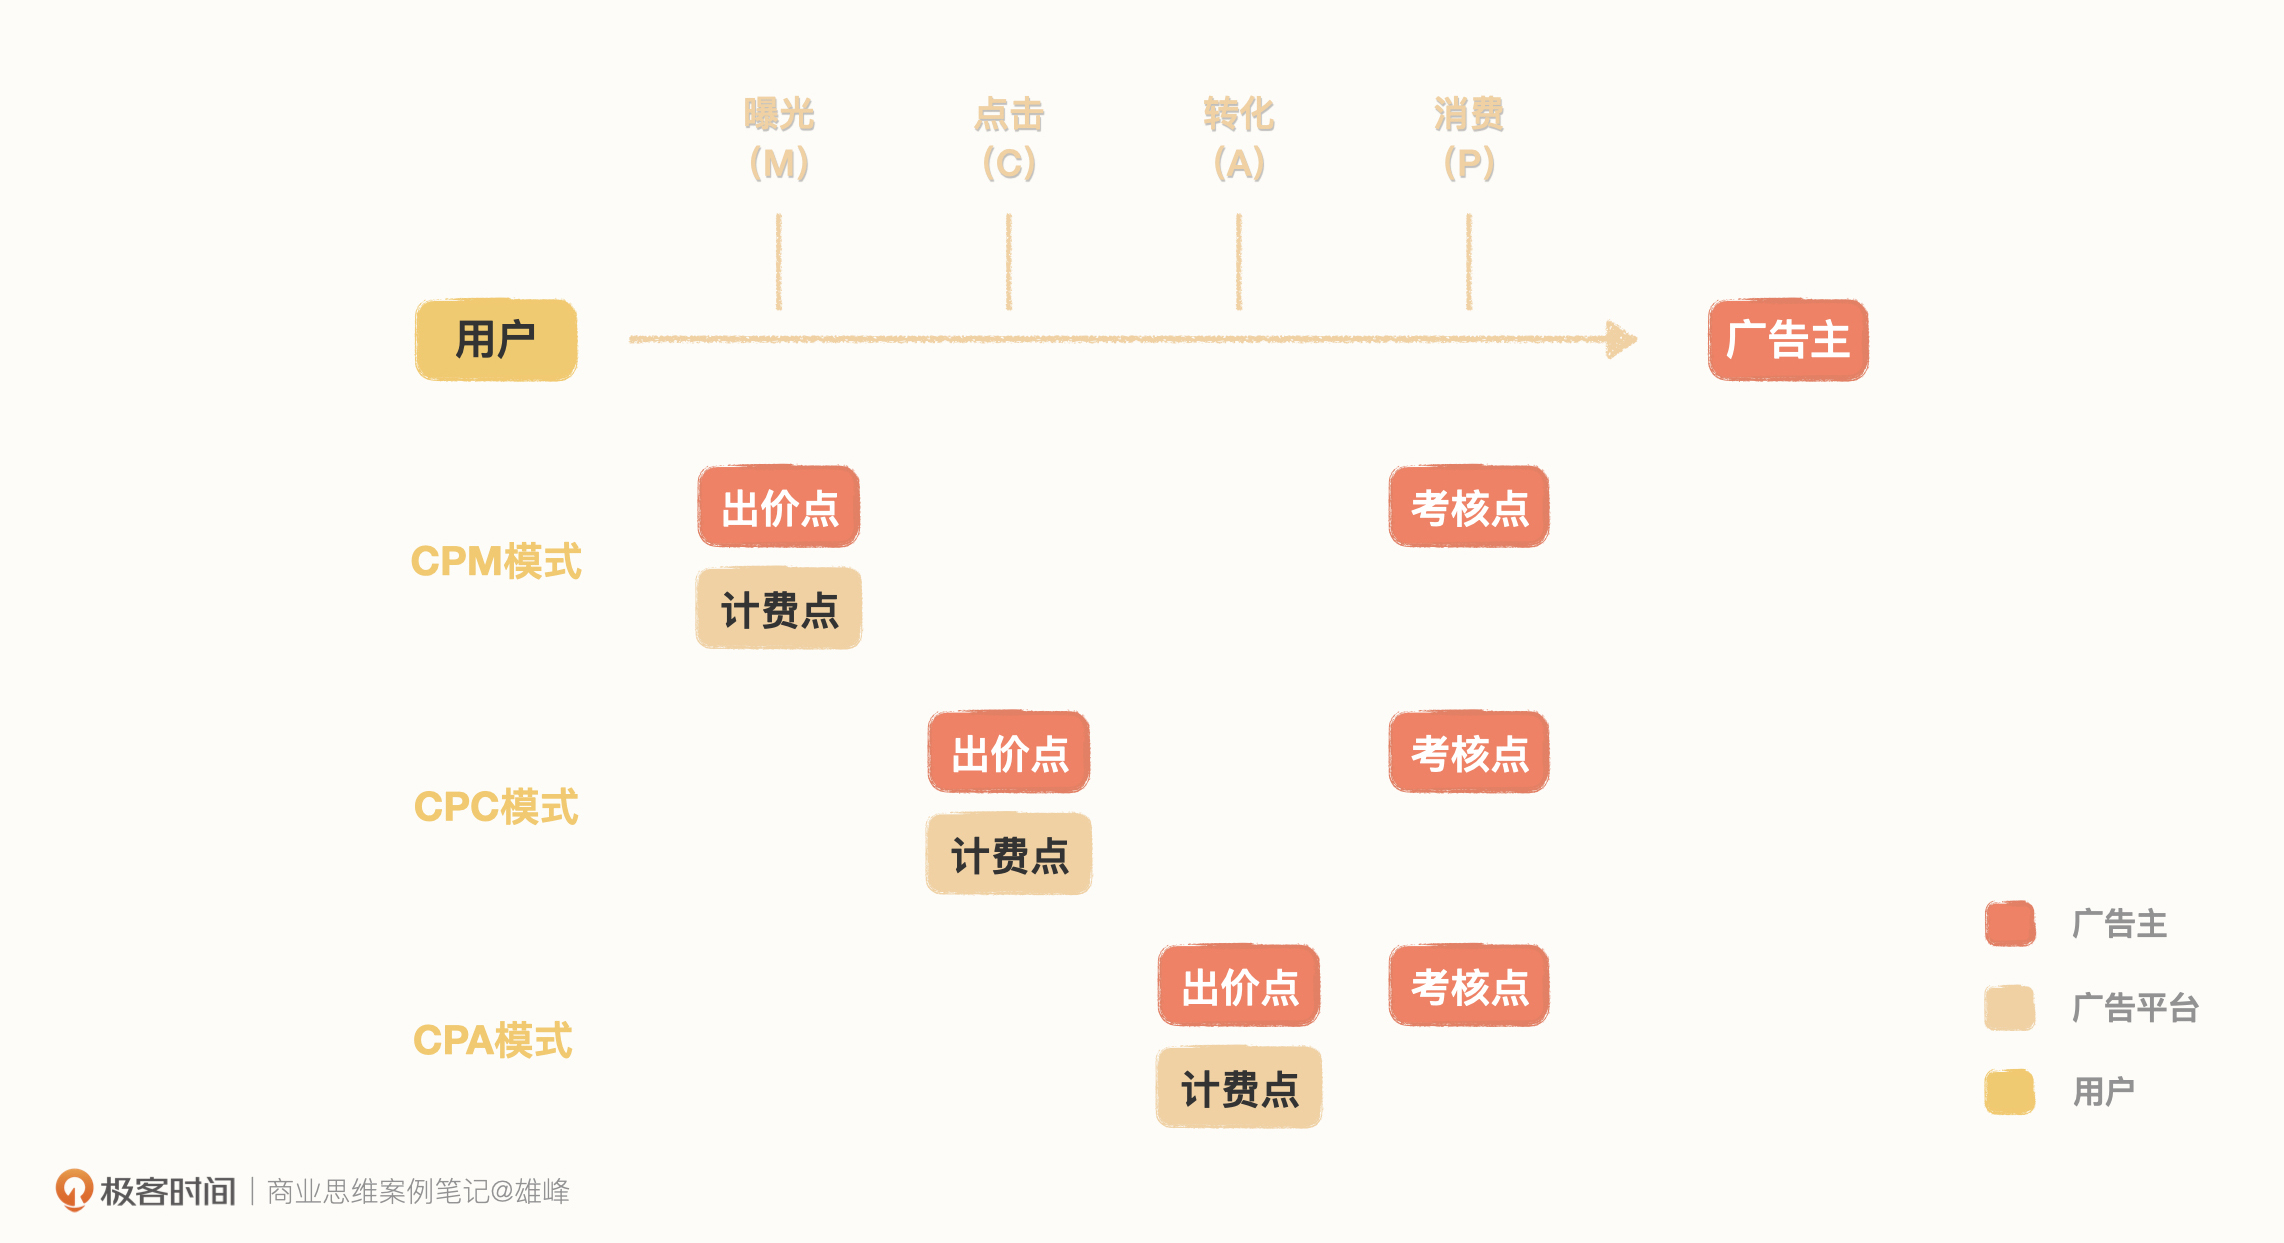 曝光 点击 转化 消费
(M) (C) (A) (P)
用户 广告主
出价点 考核点
CPM模式
计费点
出价点 考核点
CPC模式
计费点
出价点 考核点
CPA模式
计费点
广告主
广告平台
用户
极客时间 | 商业思维案例笔记@雄峰